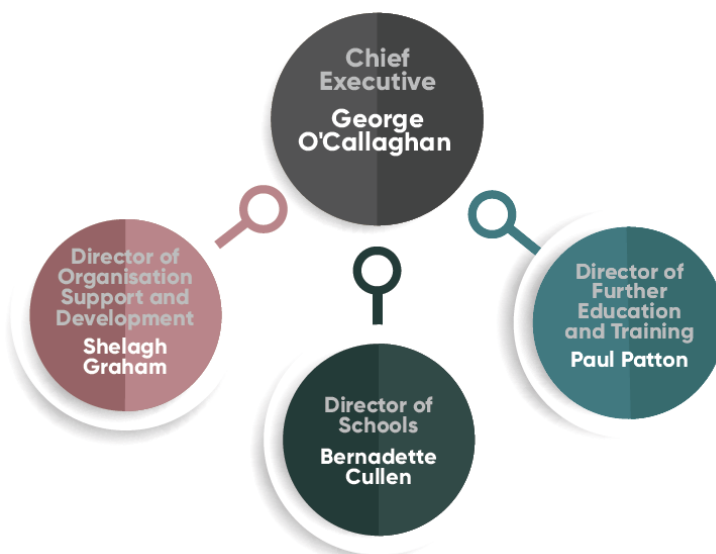 Chief
Executive
George
O'Callaghan
Director of
Organisation
Support and
Development
Shelagh
Graham
Director of
Schools
Bernadette
Cullen
Director of
Further
Education
and Training
Paul Patton